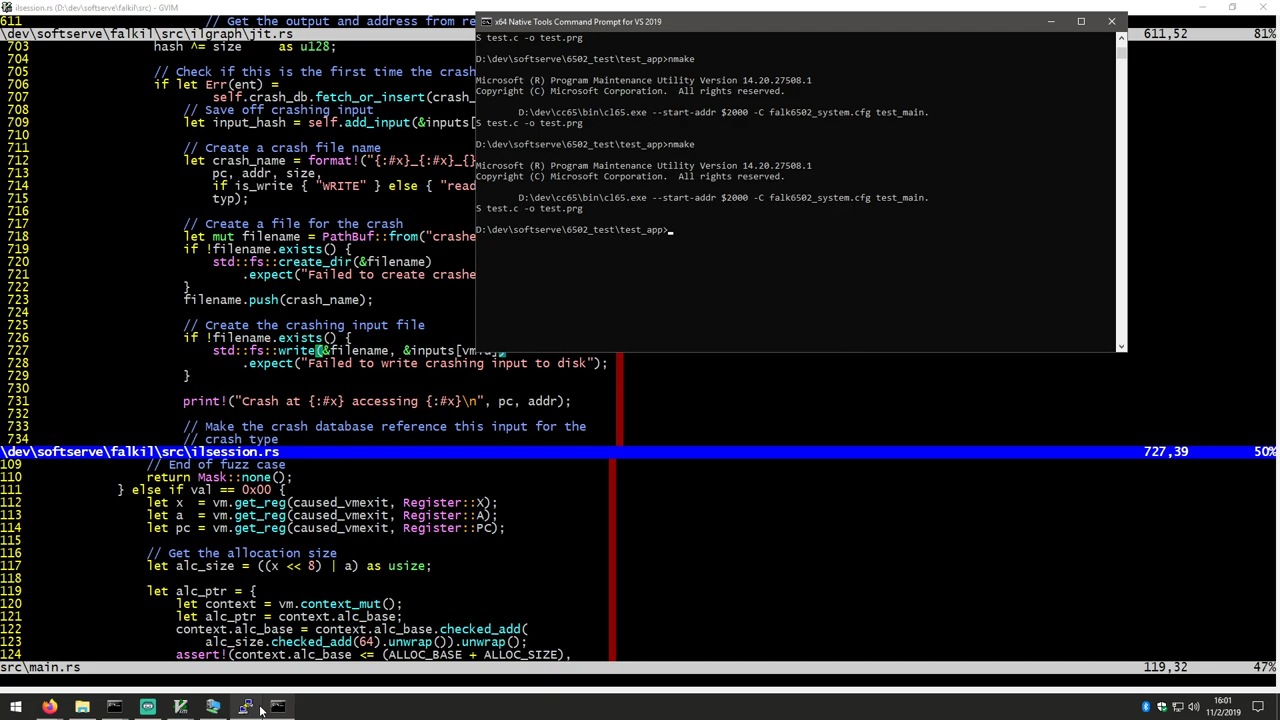 ilsession.rs (D:\dev\softserve\falkil\src) - GVIM
611 // Get the output and address from re
\dev\softserve\falkil\src\ilgraph\jit.rs 611,52 81%
703 hash ^= size as u128;
704
705 // Check if this is the first time the crash
706 if let Err(ent) =
707 self.crash_db.fetch_or_insert(crash_
708 // Save off crashing input
709 let input_hash = self.add_input(&inputs[
710
711 // Create a crash file name
712 let crash_name = format!("{:#x}_{:#x}_{}
713 pc, addr, size,
714 if is_write { "WRITE" } else { "read
715 typ);
716
717 // Create a file for the crash
718 let mut filename = PathBuf::from("crashe
719 if !filename.exists() {
720 std::fs::create_dir(&filename)
721 .expect("Failed to create crashe
722 }
723 filename.push(crash_name);
724
725 // Create the crashing input file
726 if !filename.exists() {
727 std::fs::write(&filename, &inputs[vm.
728 .expect("Failed to write crashing input to disk");
729 }
730
731 print!("Crash at {:#x} accessing {:#x}\n", pc, addr);
732
733 // Make the crash database reference this input for the
734 // crash type
\dev\softserve\falkil\src\ilsession.rs 727,39 50%
109 // End of fuzz case
110 return Mask::none();
111 } else if val == 0x00 {
112 let x = vm.get_reg(caused_vmexit, Register::X);
113 let a = vm.get_reg(caused_vmexit, Register::A);
114 let pc = vm.get_reg(caused_vmexit, Register::PC);
115
116 // Get the allocation size
117 let alc_size = ((x << 8) | a) as usize;
118
119 let alc_ptr = {
120 let context = vm.context_mut();
121 let alc_ptr = context.alc_base;
122 context.alc_base = context.alc_base.checked_add(
123 alc_size.checked_add(64).unwrap()).unwrap();
124 assert!(context.alc_base <= (ALLOC_BASE + ALLOC_SIZE),
src\main.rs 119,32 47%
x64 Native Tools Command Prompt for VS 2019
S test.c -o test.prg
D:\dev\softserve\6502_test\test_app>nmake
Microsoft (R) Program Maintenance Utility Version 14.20.27508.1
Copyright (C) Microsoft Corporation. All rights reserved.
D:\dev\cc65\bin\cl65.exe --start-addr $2000 -C falk6502_system.cfg test_main.
S test.c -o test.prg
D:\dev\softserve\6502_test\test_app>nmake
Microsoft (R) Program Maintenance Utility Version 14.20.27508.1
Copyright (C) Microsoft Corporation. All rights reserved.
D:\dev\cc65\bin\cl65.exe --start-addr $2000 -C falk6502_system.cfg test_main.
S test.c -o test.prg
D:\dev\softserve\6502_test\test_app>
16:01
11/2/2019